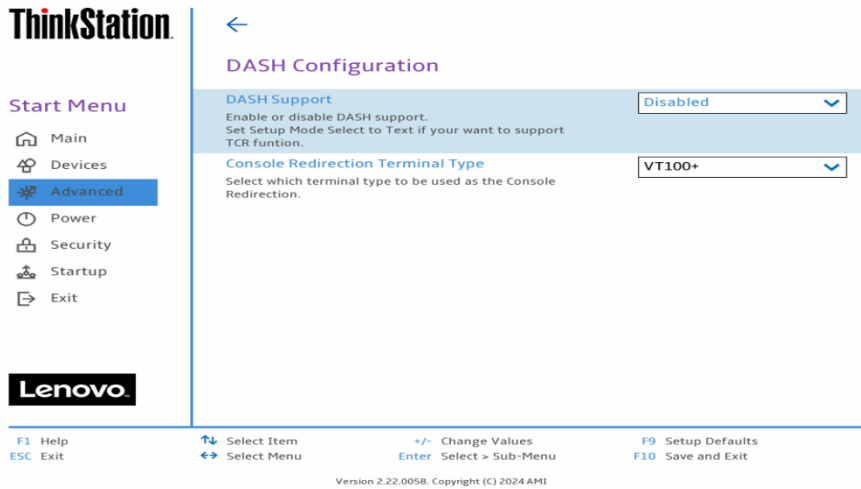 ThinkStation
DASH Configuration
Start Menu
Main
Devices
Advanced
Power
Security
Startup
Exit
DASH Support
Disabled
Enable or disable DASH support.
Set Setup Mode Select to Text if your want to support
TCR funtion.
Console Redirection Terminal Type
VT100+
Select which terminal type to be used as the Console
Redirection.
Lenovo
F1 Help
ESC Exit
Select Item
Select Menu
+/- Change Values
Enter Select > Sub-Menu
F9 Setup Defaults
F10 Save and Exit
Version 2.22.0058. Copyright (C) 2024 AMI